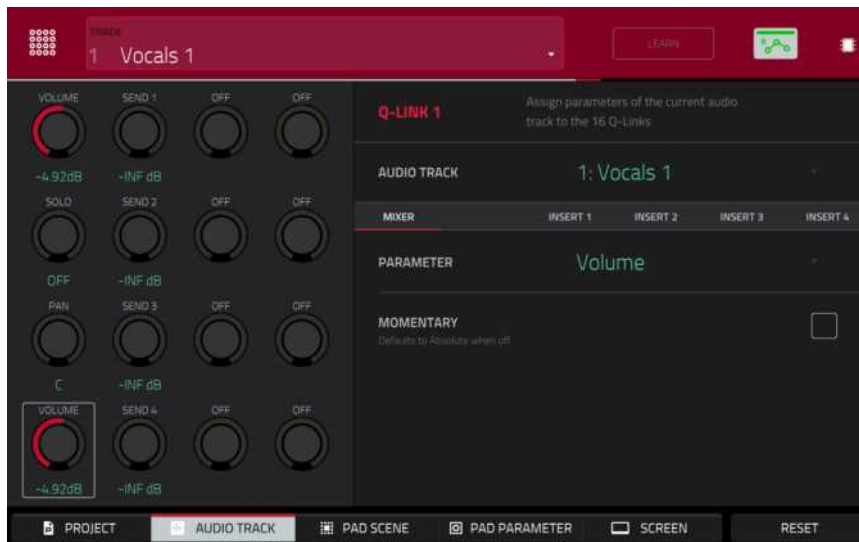 TRACK
1 Vocals 1
LEARN
VOLUME SEND 1 OFF OFF
-4.92dB -INF dB
SOLO SEND 2 OFF OFF
OFF -INF dB
PAN SEND 3 OFF OFF
C -INF dB
VOLUME SEND 4 OFF OFF
-4.92dB -INF dB
Q-LINK 1
Assign parameters of the current audio
track to the 16 Q-Links
AUDIO TRACK 1: Vocals 1
MIXER INSERT 1 INSERT 2 INSERT 3 INSERT 4
PARAMETER Volume
MOMENTARY
Defaults to Absolute when off
PROJECT AUDIO TRACK PAD SCENE PAD PARAMETER SCREEN RESET